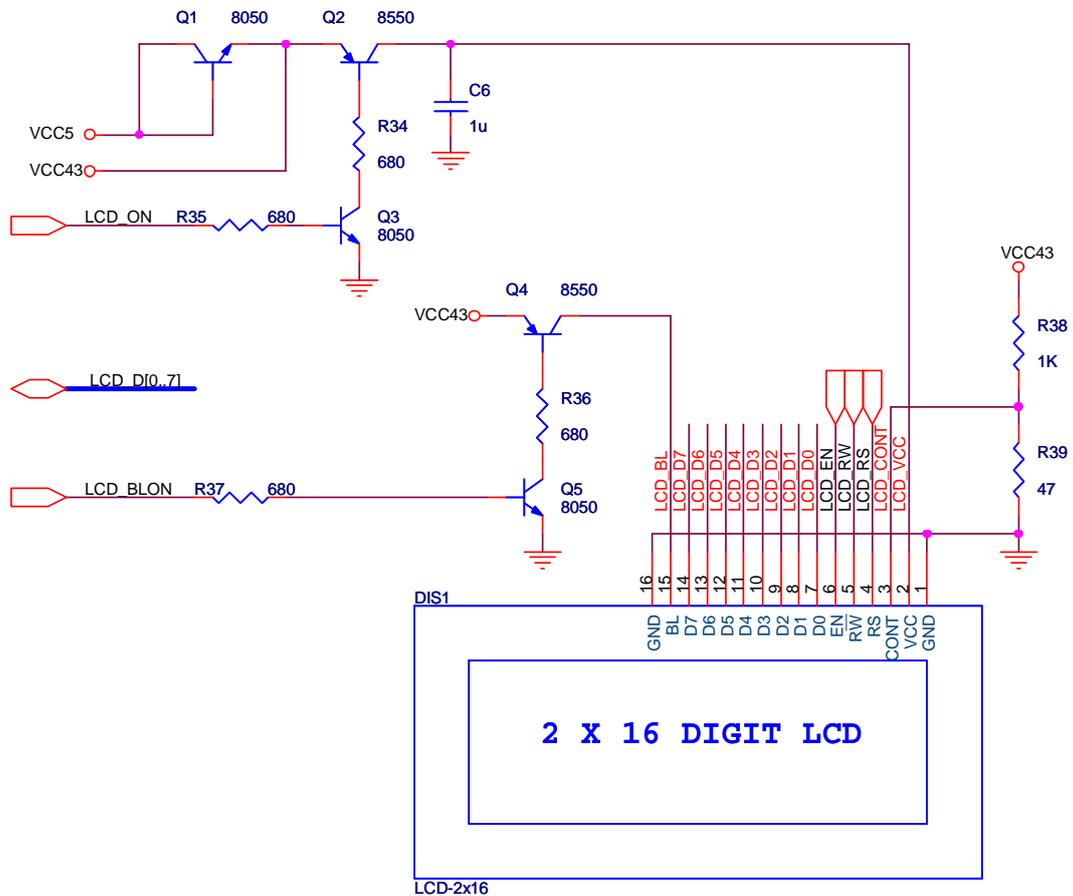 Q1 8050 Q2 8550
C6
1u
VCC5
R34
680
VCC43
LCD_ON R35 680 Q3
8050
VCC43
Q4 8550
VCC43
R38
1K
LCD_D[0..7]
R36
680
LCD_BLON R37 680 Q5
8050
R39
47
LCD_BL
LCD_D7
LCD_D6
LCD_D5
LCD_D4
LCD_D3
LCD_D2
LCD_D1
LCD_D0
LCD_EN
LCD_RW
LCD_RS
LCD_CONT
LCD_VCC
16 15 14 13 12 11 10 9 8 7 6 5 4 3 2 1
DIS1
GND BL D7 D6 D5 D4 D3 D2 D1 D0 EN RW RS CONT VCC GND
2 X 16 DIGIT LCD
LCD-2x16